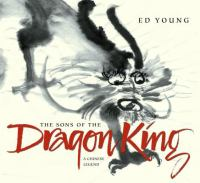 ED YOUNG
THE SONS OF THE
Dragon King
A CHINESE
LEGEND